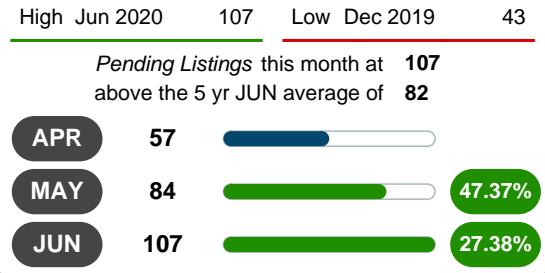 High Jun 2020 107 Low Dec 2019 43
Pending Listings this month at 107
above the 5 yr JUN average of 82
APR 57
MAY 84 47.37%
JUN 107 27.38%